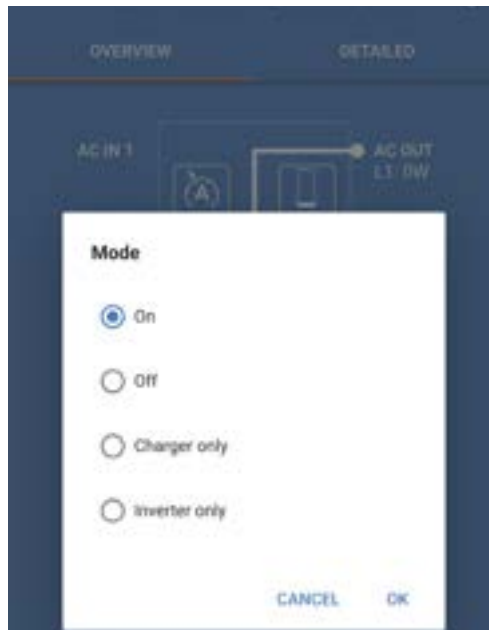 OVERVIEW
DETAILED
AC IN 1
AC OUT
L1: 0W
A
Mode
On
Off
Charger only
Inverter only
CANCEL
OK